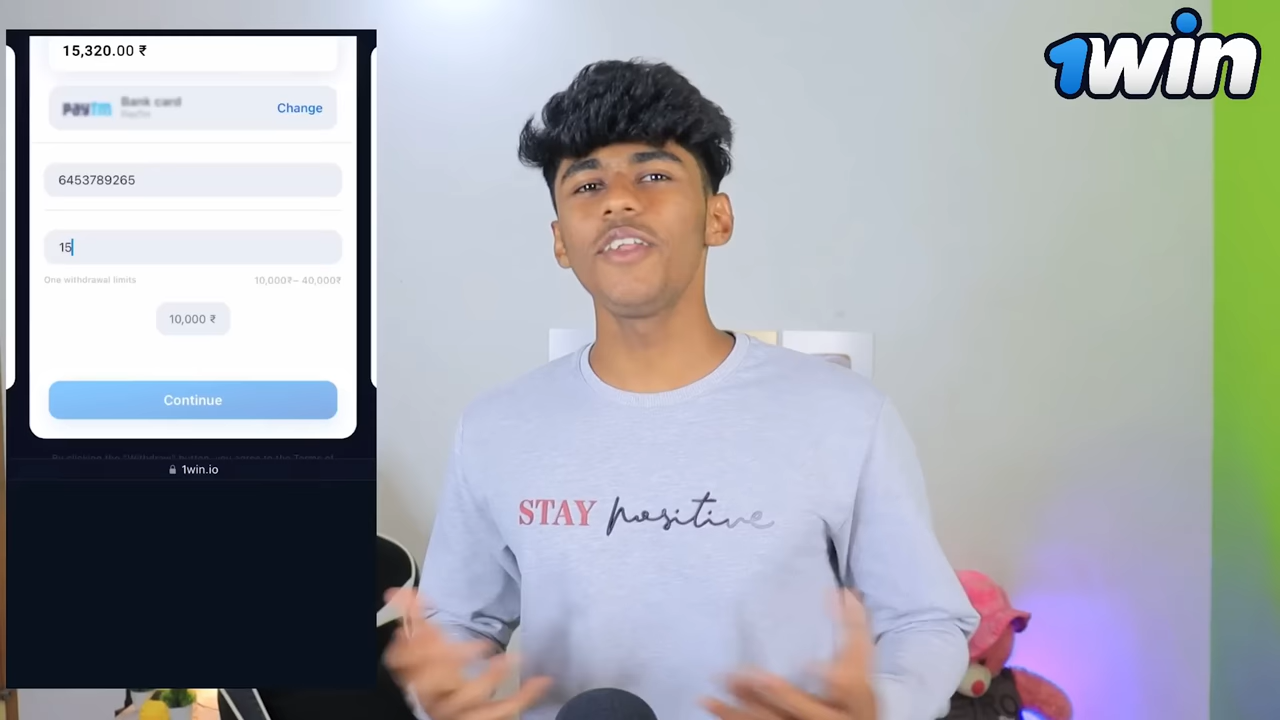 15,320.00 ₹
Paytm Bank card
Change
6453789265
15
One withdrawal limits 10,000₹– 40,000₹
10,000 ₹
Continue
1win.io
1win
STAY positive